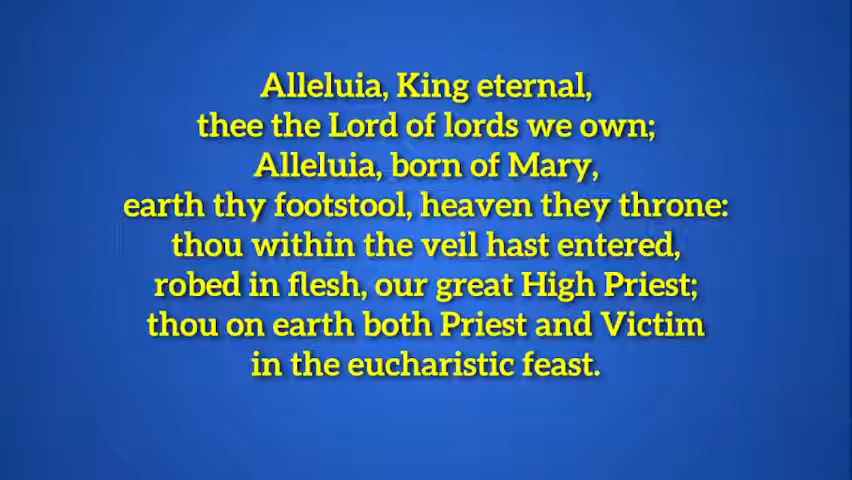 Alleluia, King eternal,
thee the Lord of lords we own;
Alleluia, born of Mary,
earth thy footstool, heaven they throne:
thou within the veil hast entered,
robed in flesh, our great High Priest;
thou on earth both Priest and Victim
in the eucharistic feast.